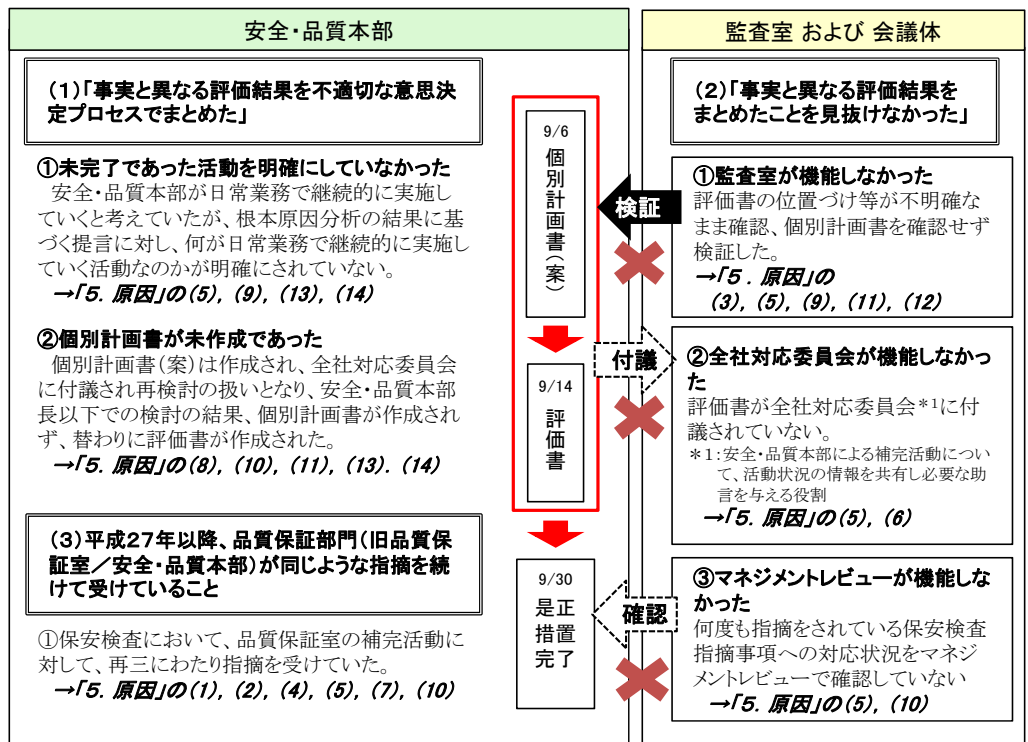 安全・品質本部
(1)「事実と異なる評価結果を不適切な意思決
定プロセスでまとめた」
①未完了であった活動を明確にしていなかった
安全・品質本部が日常業務で継続的に実施し
ていくと考えていたが、根本原因分析の結果に基
づく提言に対し、何が日常業務で継続的に実施し
ていく活動なのかが明確にされていない。
→「5. 原因」の(5), (9), (13), (14)
②個別計画書が未作成であった
個別計画書(案)は作成され、全社対応委員会
に付議され再検討の扱いとなり、安全・品質本部
長以下での検討の結果、個別計画書が作成され
ず、替わりに評価書が作成された。
→「5. 原因」の(8), (10), (11), (13). (14)
(3)平成27年以降、品質保証部門(旧品質保
証室/安全・品質本部)が同じような指摘を続
けて受けていること
①保安検査において、品質保証室の補完活動に
対して、再三にわたり指摘を受けていた。
→「5. 原因」の(1), (2), (4), (5), (7), (10)
9/6
個別計画書(案)
9/14
評価書
9/30
是正
措置
完了
検証
付議
確認
監査室 および 会議体
(2)「事実と異なる評価結果を
まとめたことを見抜けなかった」
①監査室が機能しなかった
評価書の位置づけ等が不明確な
まま確認、個別計画書を確認せず
検証した。
→「5. 原因」の
(3), (5), (9), (11), (12)
②全社対応委員会が機能しなかっ
た
評価書が全社対応委員会*1に付
議されていない。
*1:安全・品質本部による補完活動につい
て、活動状況の情報を共有し必要な助
言を与える役割
→「5. 原因」の(5), (6)
③マネジメントレビューが機能しな
かった
何度も指摘をされている保安検査
指摘事項への対応状況をマネジ
メントレビューで確認していない
→「5. 原因」の(5), (10)